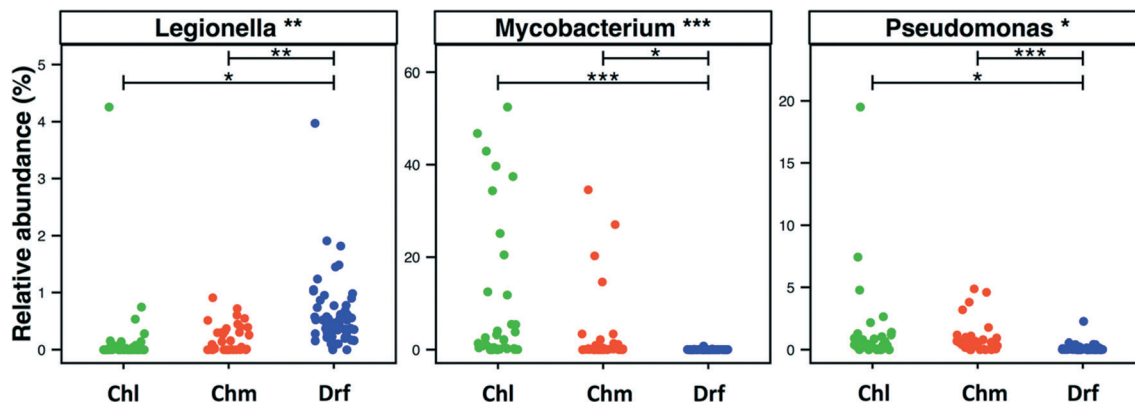 Legionella **
Mycobacterium ***
Pseudomonas *
Relative abundance (%)
5
4
3
2
1
0
**
*
Chl
Chm
Drf
60
40
20
0
*
***
Chl
Chm
Drf
20
15
10
5
0
***
*
Chl
Chm
Drf